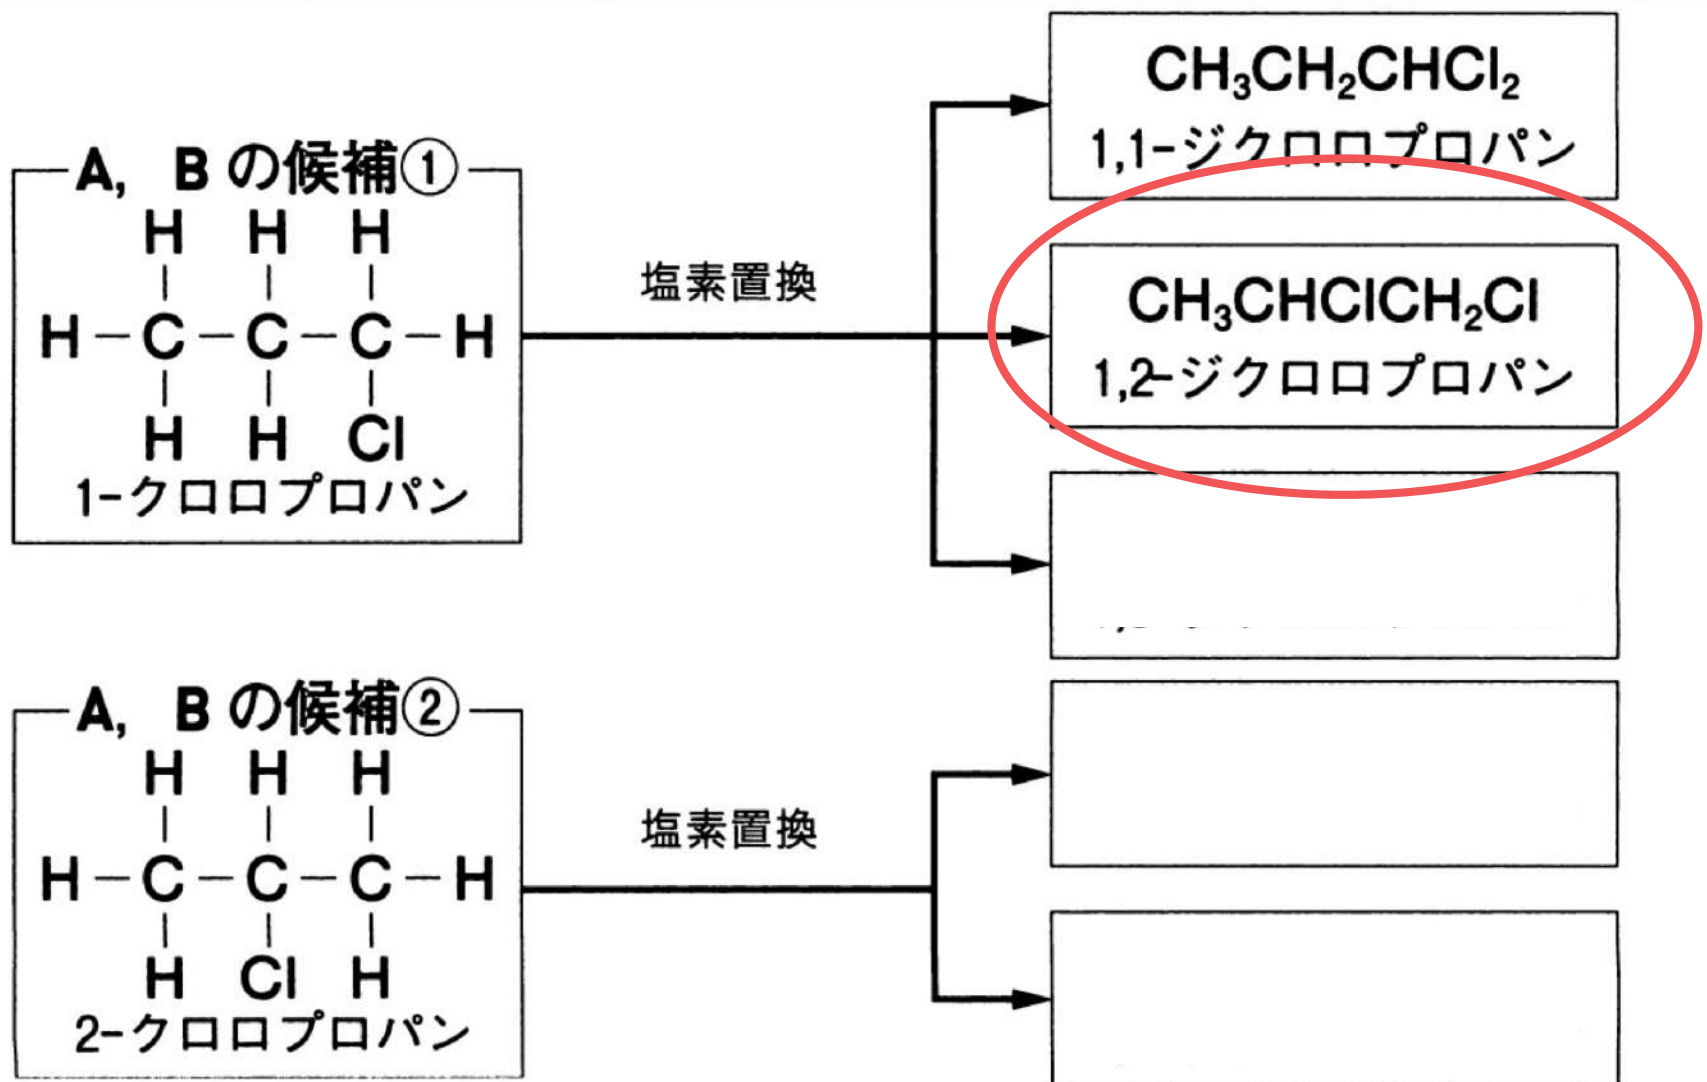 A, B の候補①
H H H
H－C－C－C－H
H H Cl
1-クロロプロパン
塩素置換
CH₃CH₂CHCl₂
1,1-ジクロロプロパン
CH₃CHClCH₂Cl
1,2-ジクロロプロパン
A, B の候補②
H H H
H－C－C－C－H
H Cl H
2-クロロプロパン
塩素置換